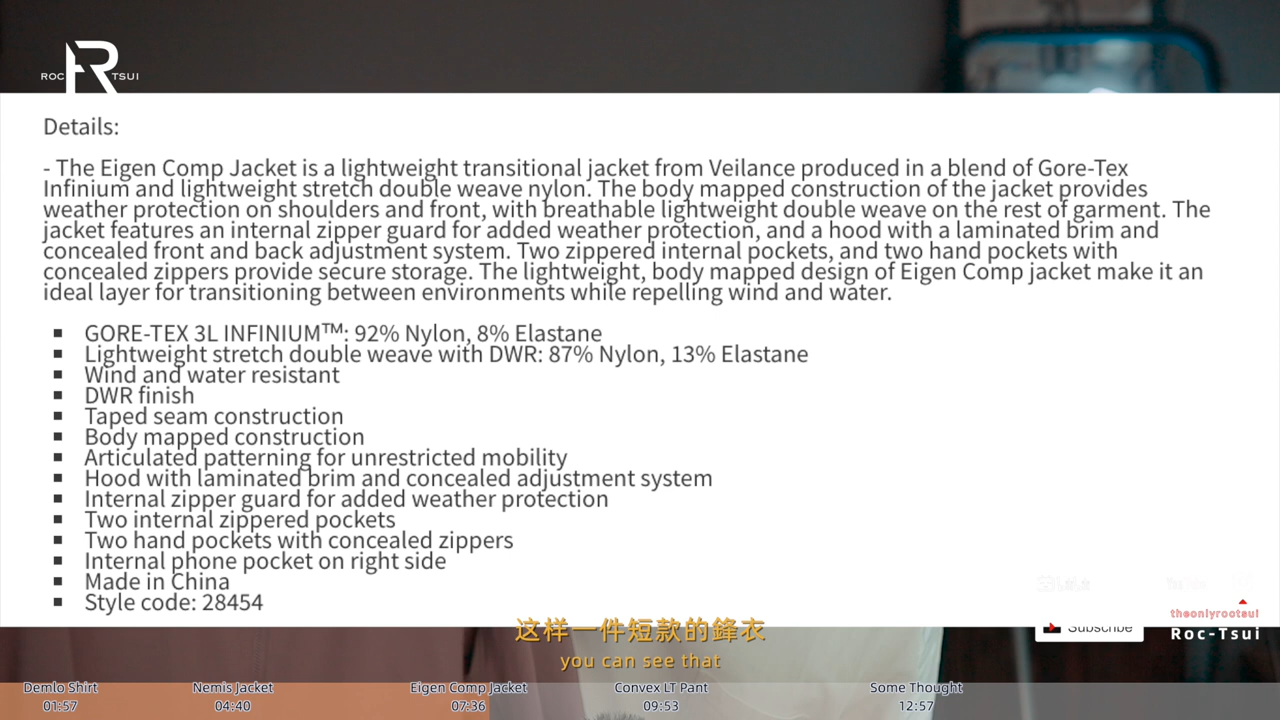 ROC TSUI
Details:
- The Eigen Comp Jacket is a lightweight transitional jacket from Veilance produced in a blend of Gore-Tex
Infinium and lightweight stretch double weave nylon. The body mapped construction of the jacket provides
weather protection on shoulders and front, with breathable lightweight double weave on the rest of garment. The
jacket features an internal zipper guard for added weather protection, and a hood with a laminated brim and
concealed front and back adjustment system. Two zippered internal pockets, and two hand pockets with
concealed zippers provide secure storage. The lightweight, body mapped design of Eigen Comp jacket make it an
ideal layer for transitioning between environments while repelling wind and water.
▪ GORE-TEX 3L INFINIUM™: 92% Nylon, 8% Elastane
▪ Lightweight stretch double weave with DWR: 87% Nylon, 13% Elastane
▪ Wind and water resistant
▪ DWR finish
▪ Taped seam construction
▪ Body mapped construction
▪ Articulated patterning for unrestricted mobility
▪ Hood with laminated brim and concealed adjustment system
▪ Internal zipper guard for added weather protection
▪ Two internal zippered pockets
▪ Two hand pockets with concealed zippers
▪ Internal phone pocket on right side
▪ Made in China
▪ Style code: 28454
theonlyrootsui
Subscribe
Roc-Tsui
这样一件短款的鋒衣
you can see that
Demlo Shirt
01:57
Nemis Jacket
04:40
Eigen Comp Jacket
07:36
Convex LT Pant
09:53
Some Thought
12:57